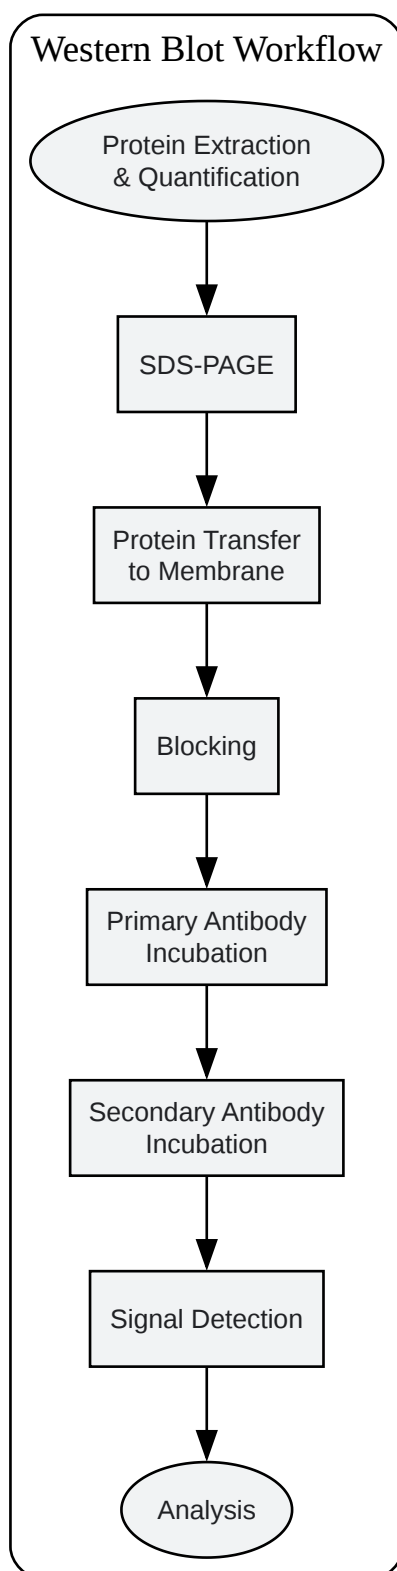 Western Blot Workflow
Protein Extraction
& Quantification
SDS-PAGE
Protein Transfer
to Membrane
Blocking
Primary Antibody
Incubation
Secondary Antibody
Incubation
Signal Detection
Analysis